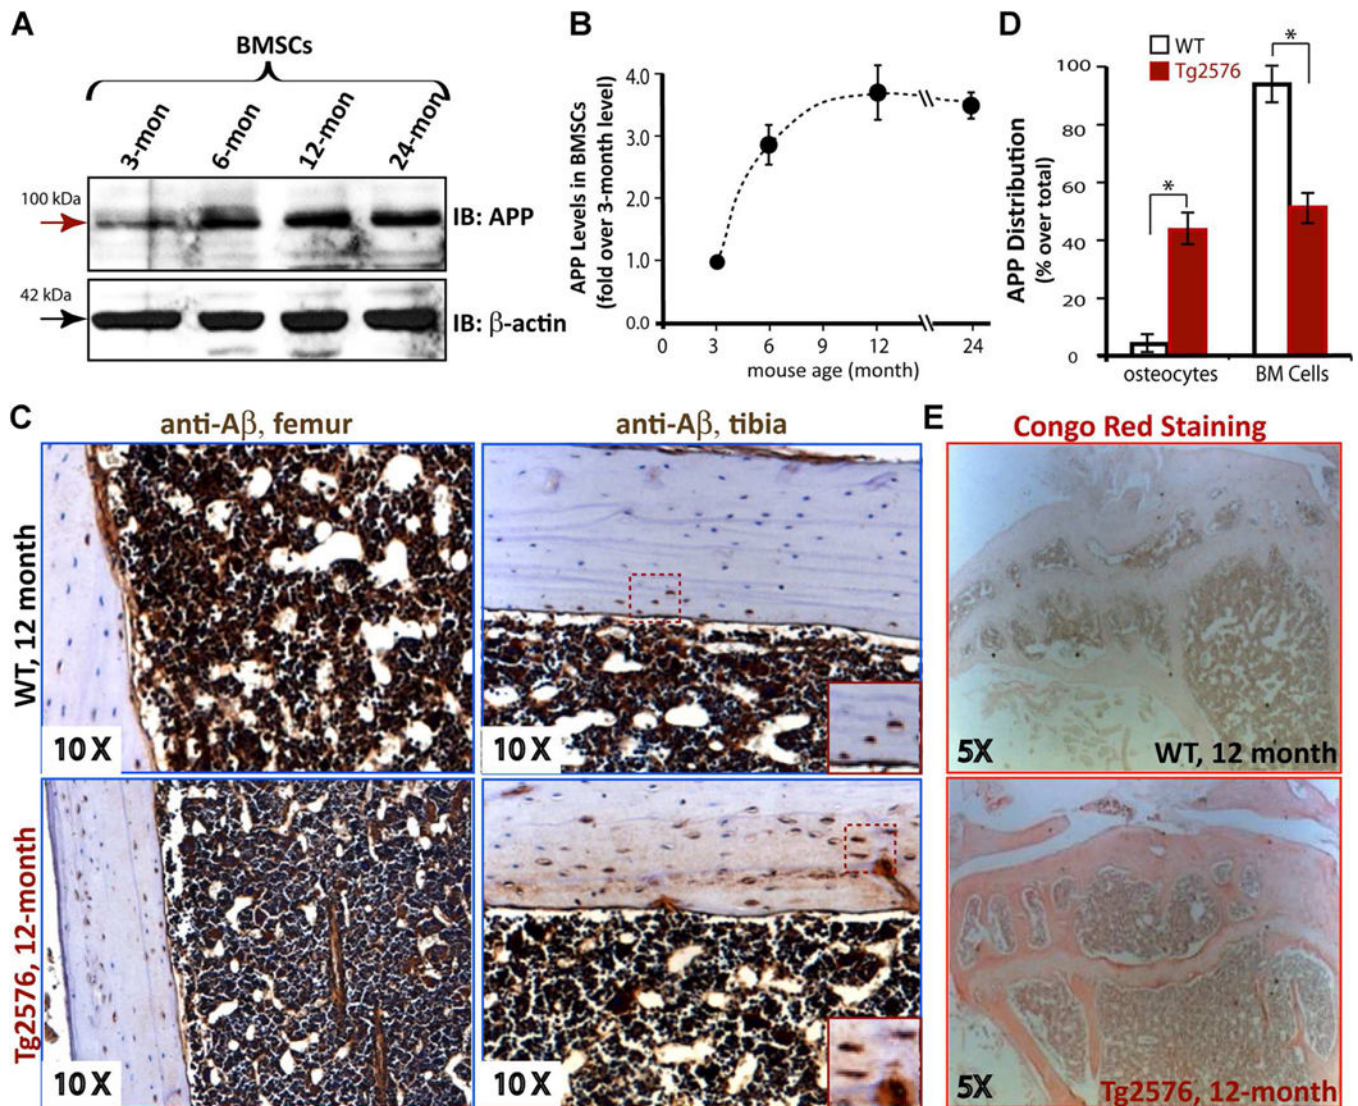 A
BMSCs
3-mon
6-mon
12-mon
24-mon
100 kDa
IB: APP
42 kDa
IB: β-actin
B
APP Levels in BMSCs
(fold over 3-month level)
4.0
3.0
2.0
1.0
0.0
0 3 6 9 12 24
mouse age (month)
D
WT
Tg2576
*
*
APP Distribution
(% over total)
100
80
60
40
20
0
osteocytes BM Cells
C
anti-Aβ, femur
anti-Aβ, tibia
WT, 12 month
10 X
10 X
Tg2576, 12-month
10 X
10 X
E
Congo Red Staining
5X
WT, 12 month
5X
Tg2576, 12-month